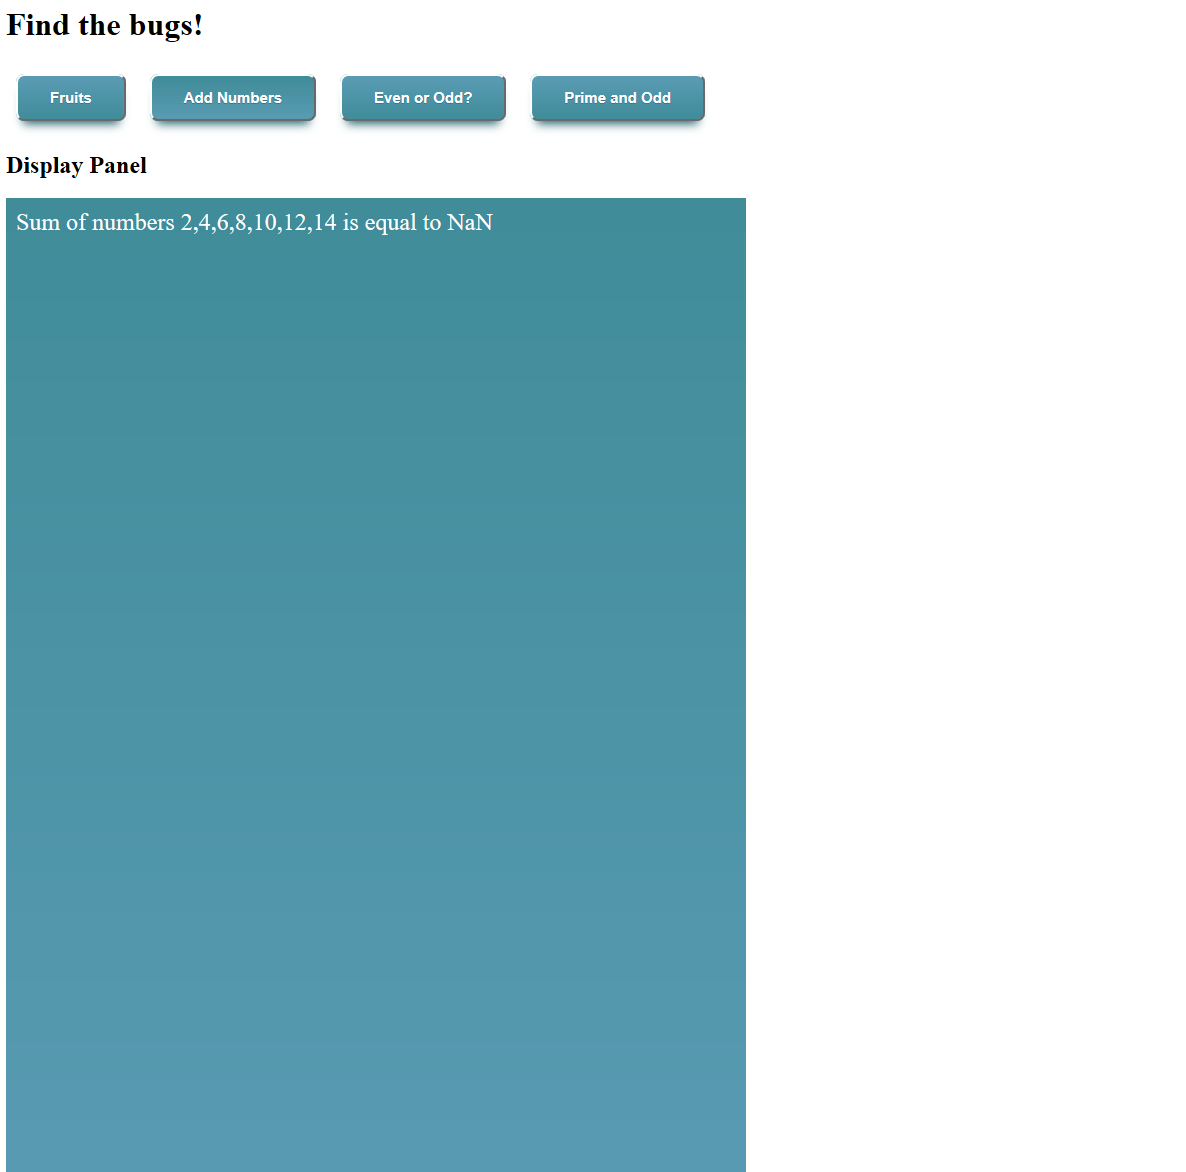 Find the bugs!
Fruits Add Numbers Even or Odd? Prime and Odd
Display Panel
Sum of numbers 2,4,6,8,10,12,14 is equal to NaN